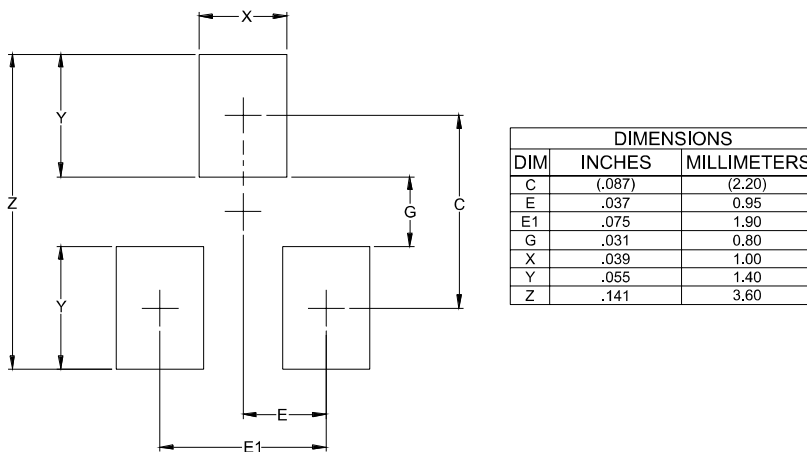 X
Y
Z
G
C
Y
E
E1
DIMENSIONS
DIM INCHES MILLIMETERS
C (.087) (2.20)
E .037 0.95
E1 .075 1.90
G .031 0.80
X .039 1.00
Y .055 1.40
Z .141 3.60